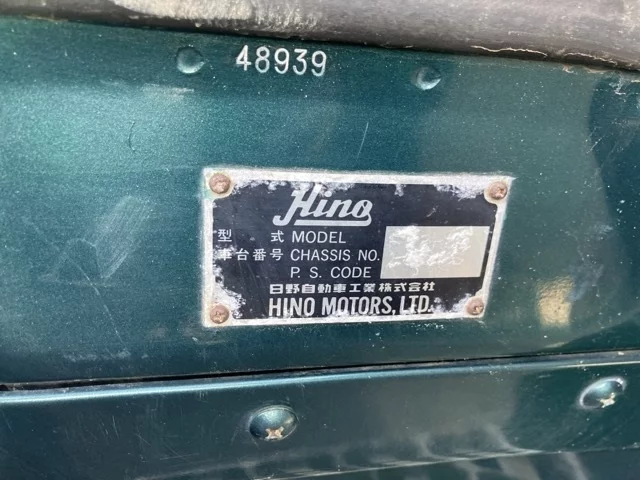 48939
Hino
型 式 MODEL
車台番号 CHASSIS NO.
P. S. CODE
日野自動車工業株式会社
HINO MOTORS, LTD.